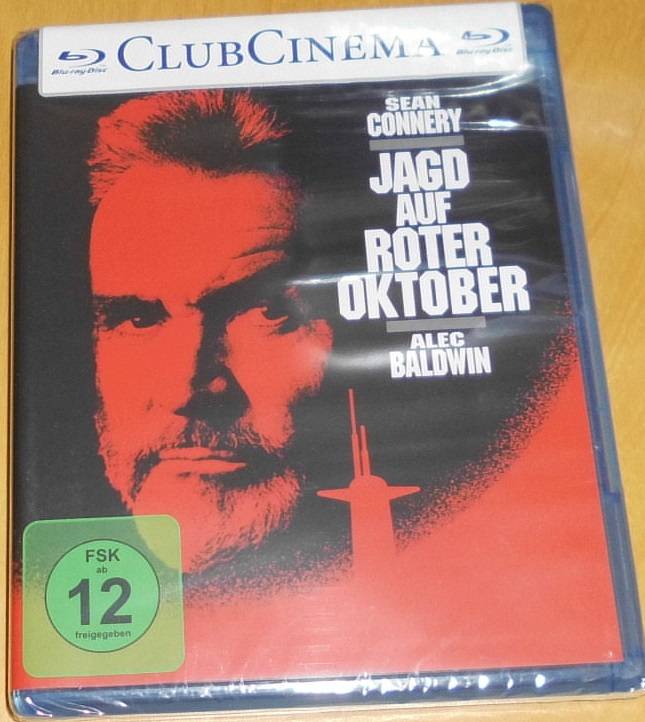 Blu-ray Disc CLUBCINEMA Blu-ray Disc
SEAN
CONNERY
JAGD
AUF
ROTER
OKTOBER
ALEC
BALDWIN
FSK
ab
12
freigegeben